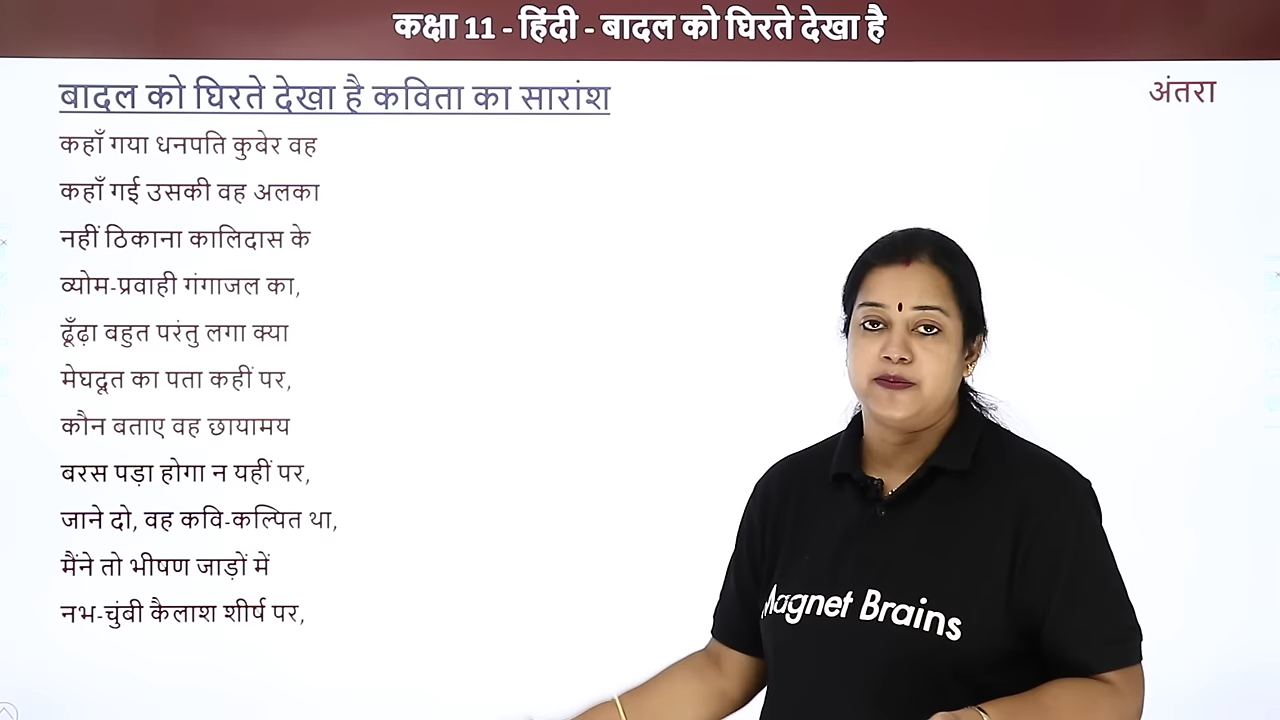 कक्षा 11 - हिंदी - बादल को घिरते देखा है
बादल को घिरते देखा है कविता का सारांश
अंतरा
कहाँ गया धनपति कुबेर वह
कहाँ गई उसकी वह अलका
नहीं ठिकाना कालिदास के
व्योम-प्रवाही गंगाजल का,
ढूँढ़ा बहुत परंतु लगा क्या
मेघदूत का पता कहीं पर,
कौन बताए वह छायामय
बरस पड़ा होगा न यहीं पर,
जाने दो, वह कवि-कल्पित था,
मैंने तो भीषण जाड़ों में
नभ-चुंबी कैलाश शीर्ष पर,
Magnet Brains